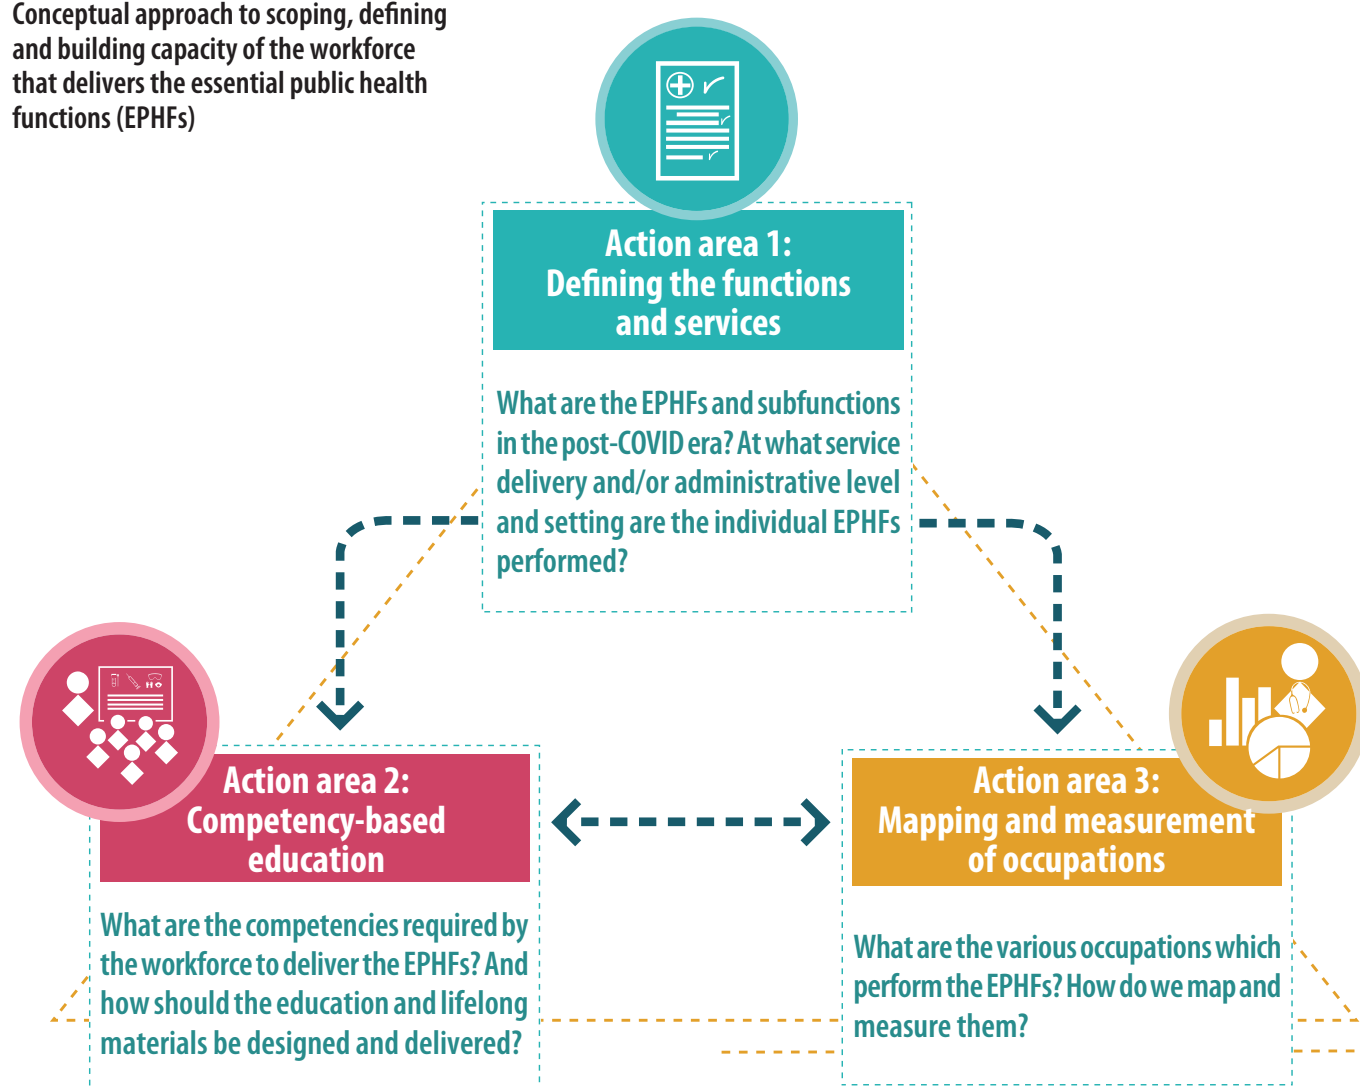 Conceptual approach to scoping, defining
and building capacity of the workforce
that delivers the essential public health
functions (EPHFs)
Action area 1:
Defining the functions
and services
What are the EPHFs and subfunctions
in the post-COVID era? At what service
delivery and/or administrative level
and setting are the individual EPHFs
performed?
Action area 2:
Competency-based
education
What are the competencies required by
the workforce to deliver the EPHFs? And
how should the education and lifelong
materials be designed and delivered?
Action area 3:
Mapping and measurement
of occupations
What are the various occupations which
perform the EPHFs? How do we map and
measure them?